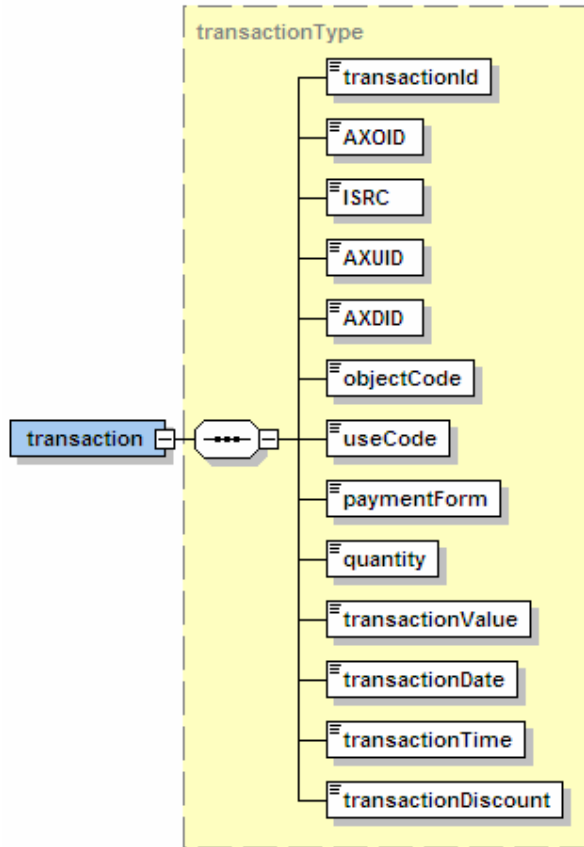 transactionType
transactionId
AXOID
ISRC
AXUID
AXDID
objectCode
transaction
useCode
paymentForm
quantity
transactionValue
transactionDate
transactionTime
transactionDiscount